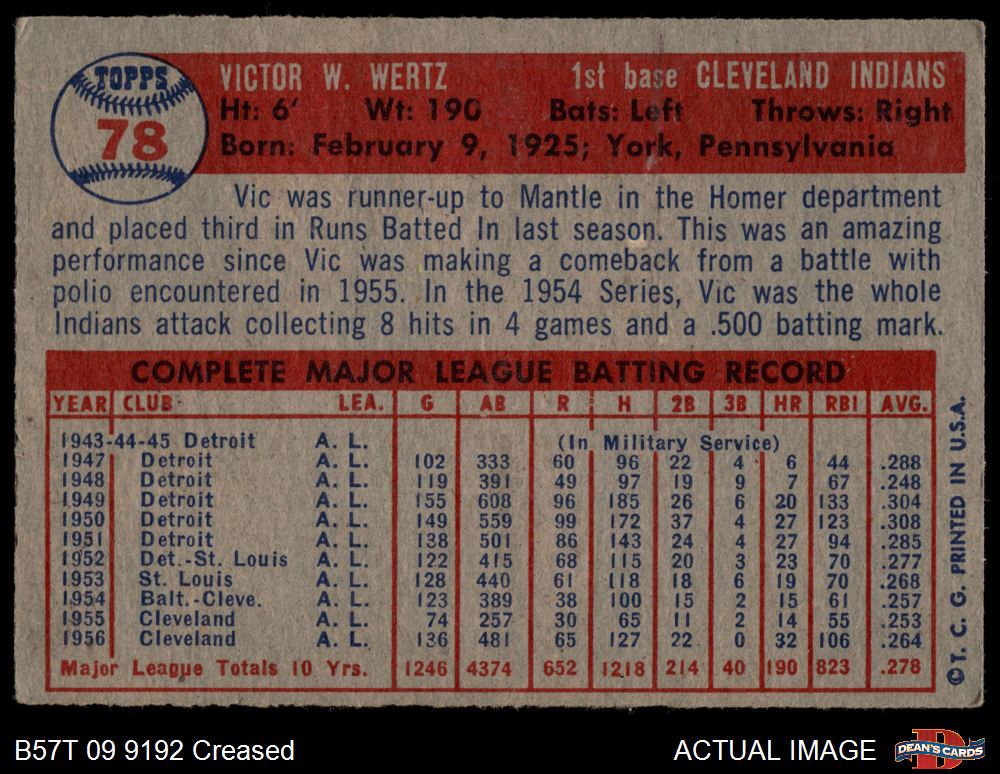 TOPPS
78
VICTOR W. WERTZ 1st base CLEVELAND INDIANS
Ht: 6' Wt: 190 Bats: Left Throws: Right
Born: February 9, 1925; York, Pennsylvania
Vic was runner-up to Mantle in the Homer department
and placed third in Runs Batted In last season. This was an amazing
performance since Vic was making a comeback from a battle with
polio encountered in 1955. In the 1954 Series, Vic was the whole
Indians attack collecting 8 hits in 4 games and a .500 batting mark.
COMPLETE MAJOR LEAGUE BATTING RECORD
YEAR CLUB LEA. G AB R H 2B 3B HR RBI AVG.
1943-44-45 Detroit A. L. (In Military Service)
1947 Detroit A. L. 102 333 60 96 22 4 6 44 .288
1948 Detroit A. L. 119 391 49 97 19 9 7 67 .248
1949 Detroit A. L. 155 608 96 185 26 6 20 133 .304
1950 Detroit A. L. 149 559 99 172 37 4 27 123 .308
1951 Detroit A. L. 138 501 86 143 24 4 27 94 .285
1952 Det.-St. Louis A. L. 122 415 68 115 20 3 23 70 .277
1953 St. Louis A. L. 128 440 61 118 18 6 19 70 .268
1954 Balt.-Cleve. A. L. 123 389 38 100 15 2 15 61 .257
1955 Cleveland A. L. 74 257 30 65 11 2 14 55 .253
1956 Cleveland A. L. 136 481 65 127 22 0 32 106 .264
Major League Totals 10 Yrs. 1246 4374 652 1218 214 40 190 823 .278
©T. C. G. PRINTED IN U.S.A.
B57T 09 9192 Creased
ACTUAL IMAGE
DEAN'S CARDS